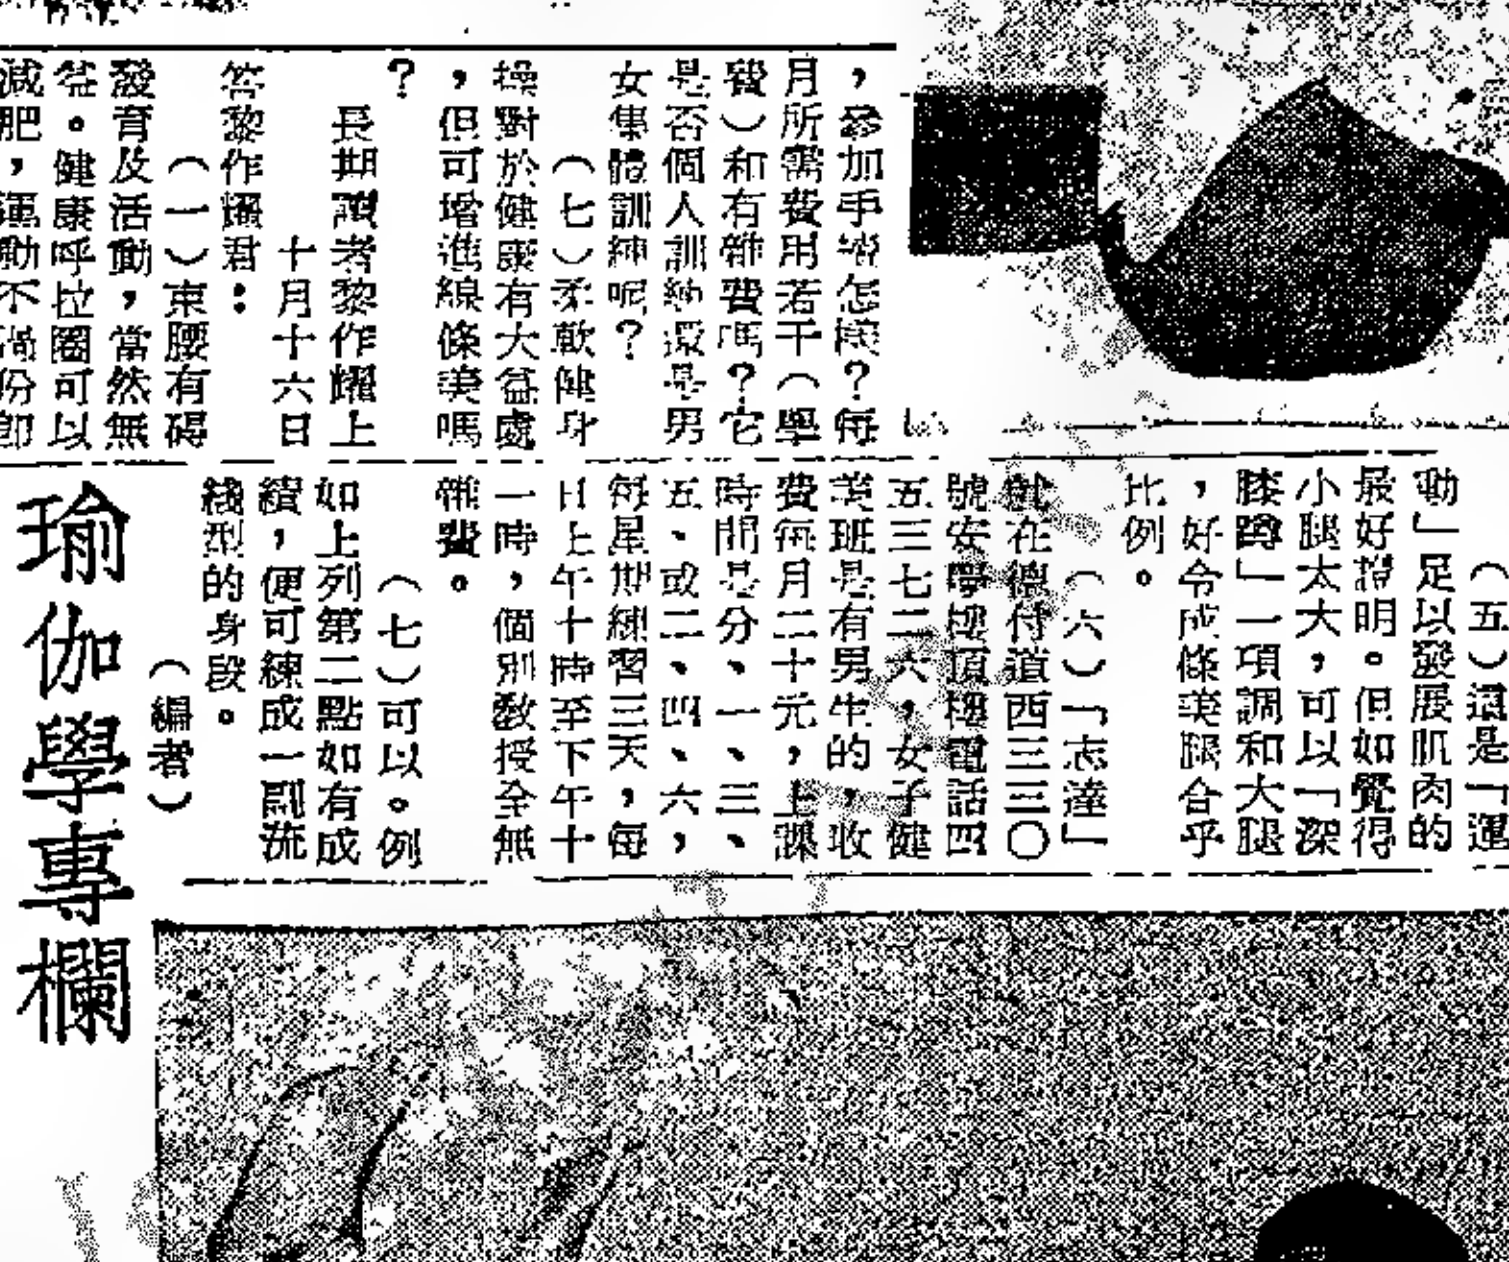 ，參加手續怎樣？每
月所需費用若干（學
費）和有雜費嗎？它
是否個人訓練還是男
女集體訓練呢？
（七）柔軟健身
操對於健康有大益處
，但可增進線條美嗎
？
長期讀者黎作耀上
十月十六日
答黎作耀君：
（一）束腰有碍
發育及活動，當然無
益。健康呼拉圈可以
減肥，運動不過份即
（五）這是「運
動」足以發展肌肉的
最好證明。但如覺得
小腿太大，可以「深
膝蹲」一項調和大腿
，好令成條美腿合乎
比例。
（六）「志達」
就在德付道西三三〇
號安學樓頂樓電話四
五三七二六，女子健
美班是有男生的，收
費每月二十元，上課
時間是分、一、三、
五、或二、四、六，
每星期練習三天，每
日上午十時至下午十
一時，個別教授全無
雜費。
（七）可以。例
如上列第二點如有成
績，便可練成一副流
綫型的身段。
（編者）
瑜伽學專欄